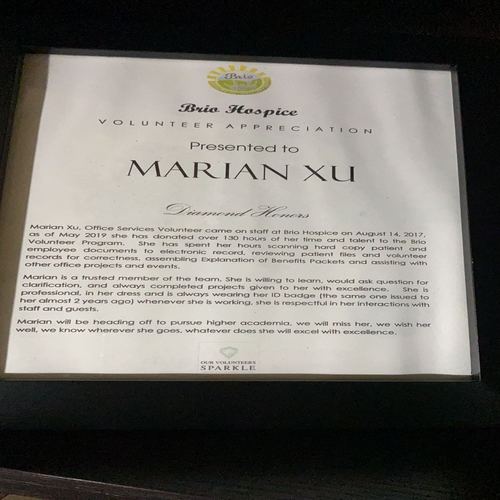 Brio
Brio Hospice
VOLUNTEER APPRECIATION
Presented to
MARIAN XU
Diamond Honors
Marian Xu, Office Services Volunteer came on staff at Brio Hospice on August 14, 2017,
as of May 2019 she has donated over 130 hours of her time and talent to the Brio
Volunteer Program. She has spent her hours scanning hard copy patient and
employee documents to electronic record, reviewing patient files and volunteer
records for correctness, assembling Explanation of Benefits Packets and assisting with
other office projects and events.
Marian is a trusted member of the team. She is willing to learn, would ask question for
clarification, and always completed projects given to her with excellence. She is
professional, in her dress and is always wearing her ID badge (the same one issued to
her almost 2 years ago) whenever she is working, she is respectful in her interactions with
staff and guests.
Marian will be heading off to pursue higher academia, we will miss her, we wish her
well, we know wherever she goes, whatever does she will excel with excellence.
OUR VOLUNTEERS
SPARKLE